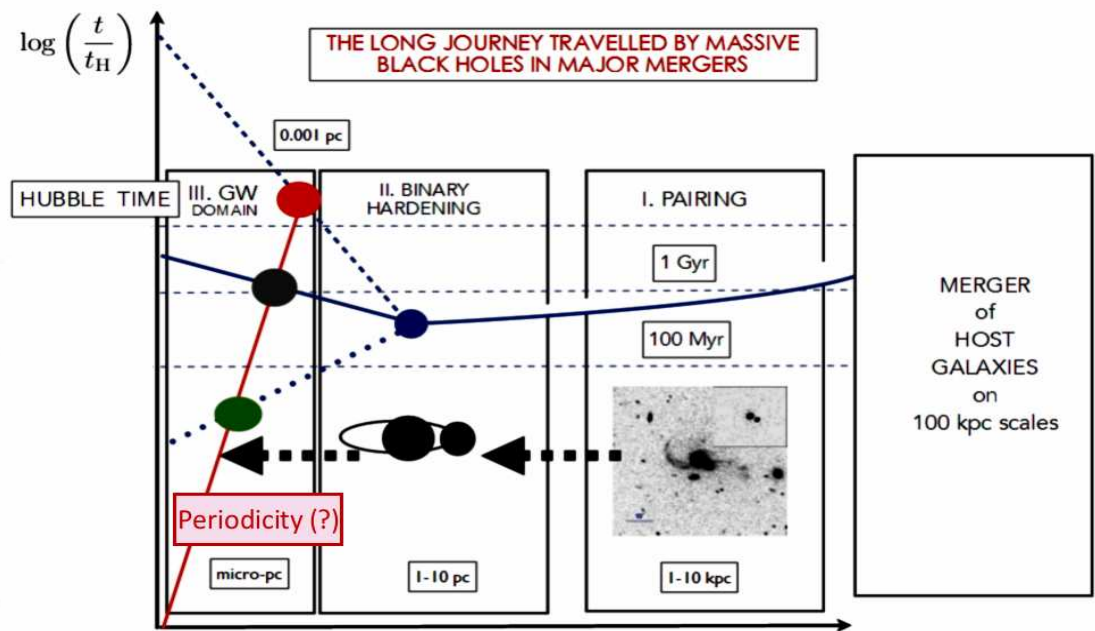 log ( t / t_H )
THE LONG JOURNEY TRAVELLED BY MASSIVE
BLACK HOLES IN MAJOR MERGERS
0.001 pc
HUBBLE TIME
III. GW
DOMAIN
II. BINARY
HARDENING
I. PAIRING
1 Gyr
100 Myr
MERGER
of
HOST
GALAXIES
on
100 kpc scales
Periodicity (?)
micro-pc
1-10 pc
1-10 kpc